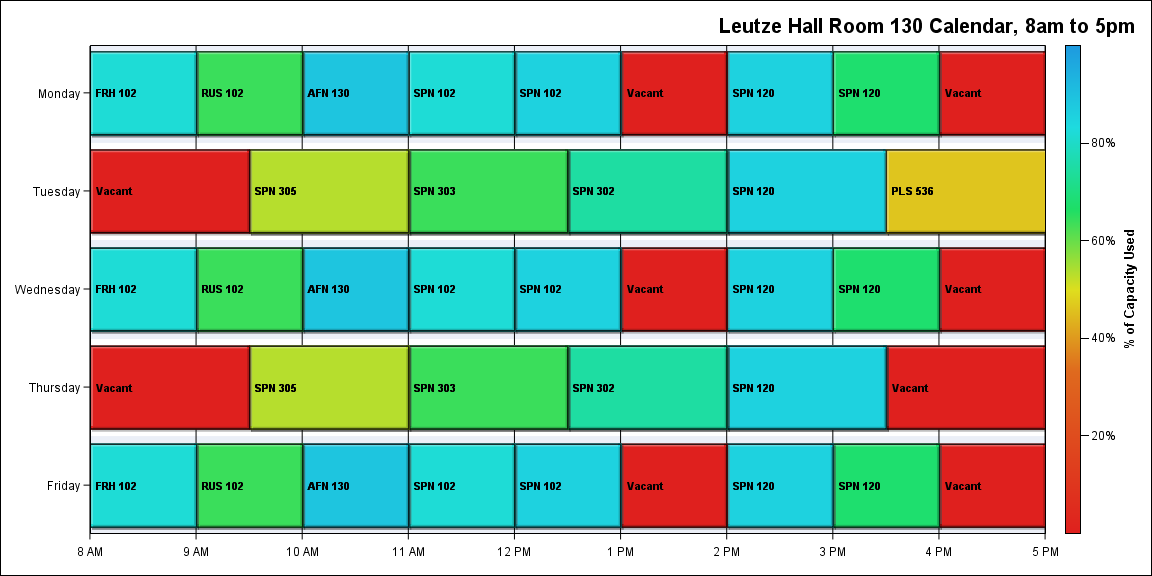 Leutze Hall Room 130 Calendar, 8am to 5pm
Monday
FRH 102
RUS 102
AFN 130
SPN 102
SPN 102
Vacant
SPN 120
SPN 120
Vacant
Tuesday
Vacant
SPN 305
SPN 303
SPN 302
SPN 120
PLS 536
Wednesday
FRH 102
RUS 102
AFN 130
SPN 102
SPN 102
Vacant
SPN 120
SPN 120
Vacant
Thursday
Vacant
SPN 305
SPN 303
SPN 302
SPN 120
Vacant
Friday
FRH 102
RUS 102
AFN 130
SPN 102
SPN 102
Vacant
SPN 120
SPN 120
Vacant
8 AM
9 AM
10 AM
11 AM
12 PM
1 PM
2 PM
3 PM
4 PM
5 PM
80%
60%
40%
20%
% of Capacity Used